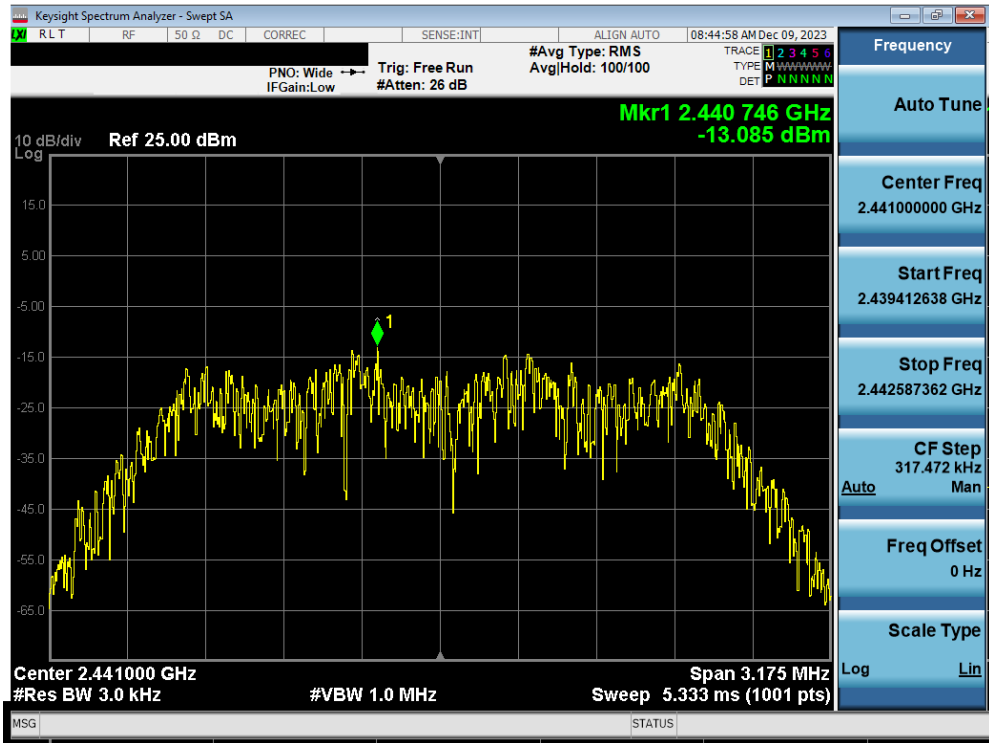 Keysight Spectrum Analyzer - Swept SA
LXI RLT RF 50 Ω DC CORREC SENSE:INT ALIGN AUTO 08:44:58 AM Dec 09, 2023
PNO: Wide Trig: Free Run #Avg Type: RMS TRACE 1 2 3 4 5 6
IFGain:Low #Atten: 26 dB Avg|Hold: 100/100 TYPE M WWWWW
DET P N N N N N
Mkr1 2.440 746 GHz
-13.085 dBm
10 dB/div Ref 25.00 dBm
Log
15.0
5.00
-5.00
1
-15.0
-25.0
-35.0
-45.0
-55.0
-65.0
Center 2.441000 GHz Span 3.175 MHz
#Res BW 3.0 kHz #VBW 1.0 MHz Sweep 5.333 ms (1001 pts)
MSG STATUS
Frequency
Auto Tune
Center Freq
2.441000000 GHz
Start Freq
2.439412638 GHz
Stop Freq
2.442587362 GHz
CF Step
317.472 kHz
Auto Man
Freq Offset
0 Hz
Scale Type
Log Lin